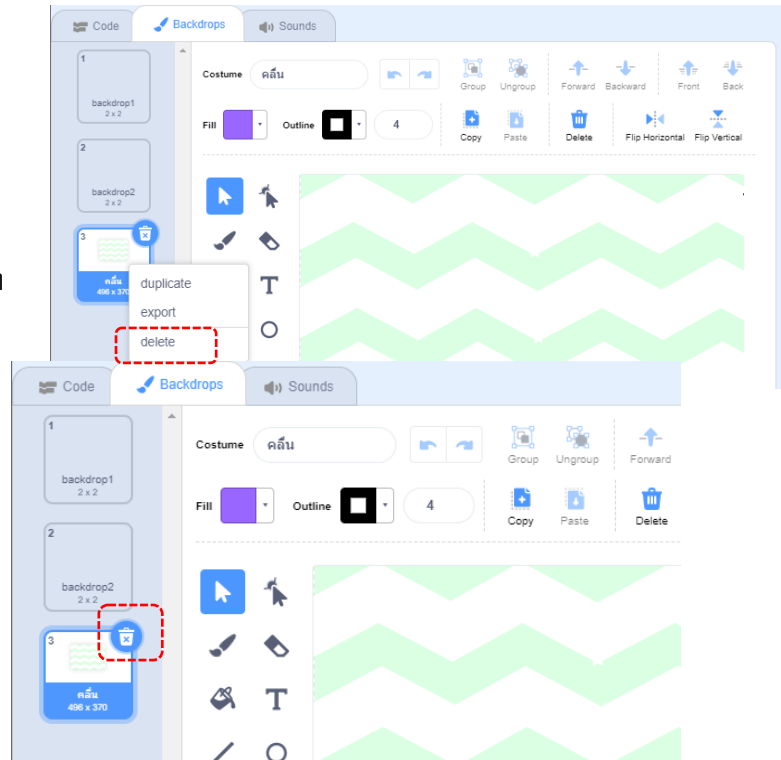 Code Backdrops Sounds
1
backdrop1
2 x 2
2
backdrop2
2 x 2
3
คลื่น
496 x 370
Costume คลื่น
Group Ungroup Forward Backward Front Back
Fill Outline 4
Copy Paste Delete Flip Horizontal Flip Vertical
T
duplicate
export
delete
Code Backdrops Sounds
1
backdrop1
2 x 2
2
backdrop2
2 x 2
3
คลื่น
496 x 370
Costume คลื่น
Group Ungroup Forward
Fill Outline 4
Copy Paste Delete
T